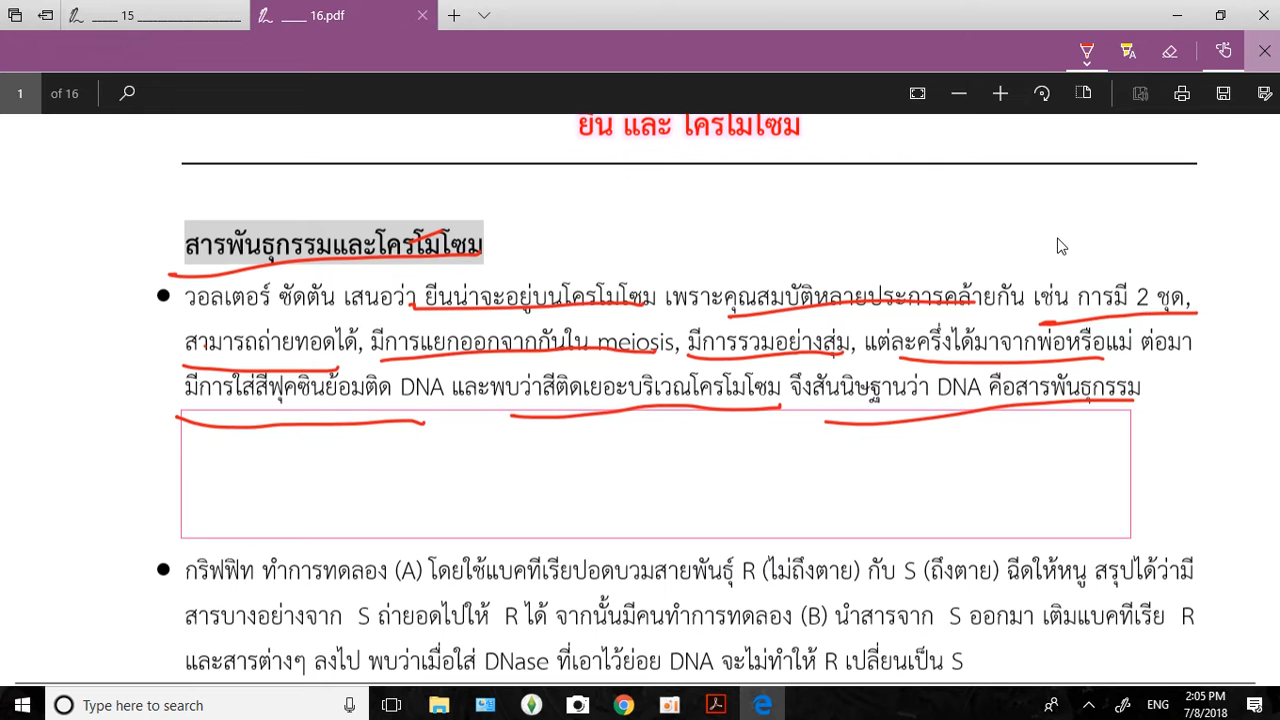 15
16.pdf
1 of 16
ยีน และ โครโมโซม
สารพันธุกรรมและโครโมโซม
วอลเตอร์ ซัดตัน เสนอว่า ยีนน่าจะอยู่บนโครโมโซม เพราะคุณสมบัติหลายประการคล้ายกัน เช่น การมี 2 ชุด,
สามารถถ่ายทอดได้, มีการแยกออกจากกันใน meiosis, มีการรวมอย่างสุ่ม, แต่ละครึ่งได้มาจากพ่อหรือแม่ ต่อมา
มีการใส่สีฟุคซินย้อมติด DNA และพบว่าสีติดเยอะบริเวณโครโมโซม จึงสันนิษฐานว่า DNA คือสารพันธุกรรม
กริฟฟิท ทำการทดลอง (A) โดยใช้แบคทีเรียปอดบวมสายพันธุ์ R (ไม่ถึงตาย) กับ S (ถึงตาย) ฉีดให้หนู สรุปได้ว่ามี
สารบางอย่างจาก S ถ่ายอดไปให้ R ได้ จากนั้นมีคนทำการทดลอง (B) นำสารจาก S ออกมา เติมแบคทีเรีย R
และสารต่างๆ ลงไป พบว่าเมื่อใส่ DNase ที่เอาไว้ย่อย DNA จะไม่ทำให้ R เปลี่ยนเป็น S
Type here to search
ENG
2:05 PM
7/8/2018